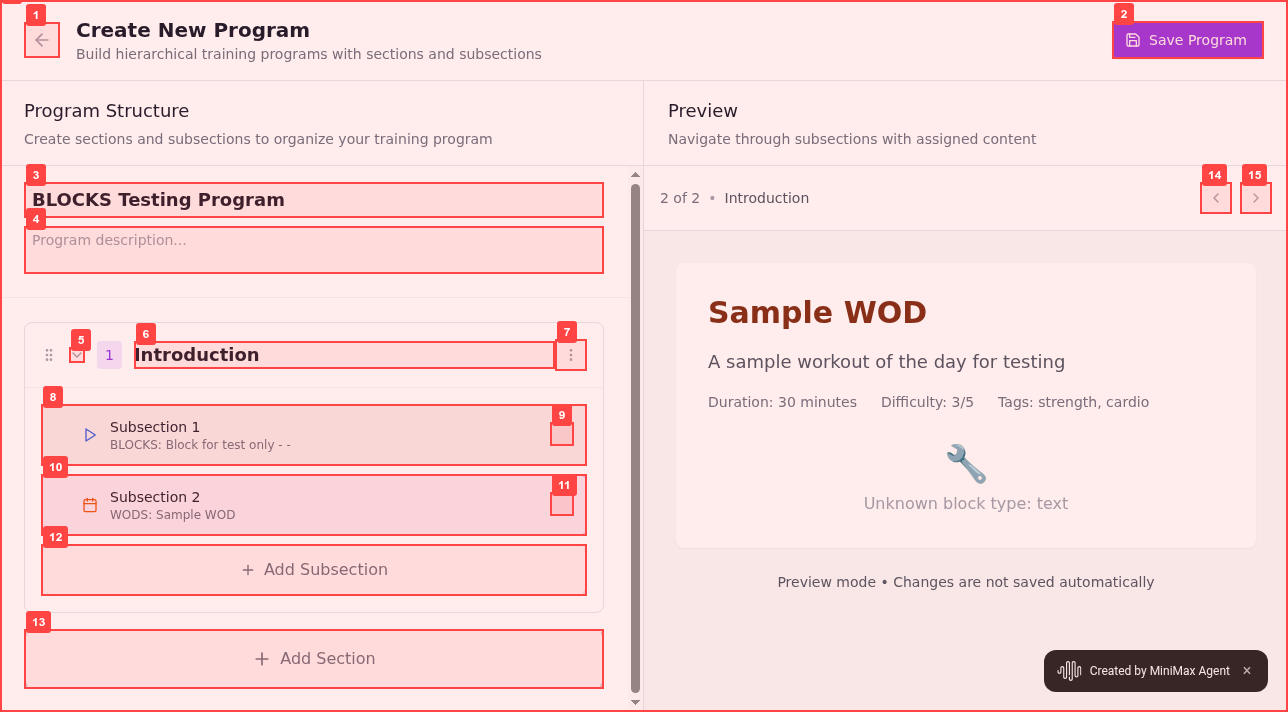 1
Create New Program
Build hierarchical training programs with sections and subsections
2
Save Program
Program Structure
Create sections and subsections to organize your training program
Preview
Navigate through subsections with assigned content
3
BLOCKS Testing Program
4
Program description...
2 of 2 • Introduction
14
15
5
1
6
Introduction
7
8
Subsection 1
BLOCKS: Block for test only - -
9
10
Subsection 2
WODS: Sample WOD
11
12
Add Subsection
13
Add Section
Sample WOD
A sample workout of the day for testing
Duration: 30 minutes Difficulty: 3/5 Tags: strength, cardio
Unknown block type: text
Preview mode • Changes are not saved automatically
Created by MiniMax Agent ×